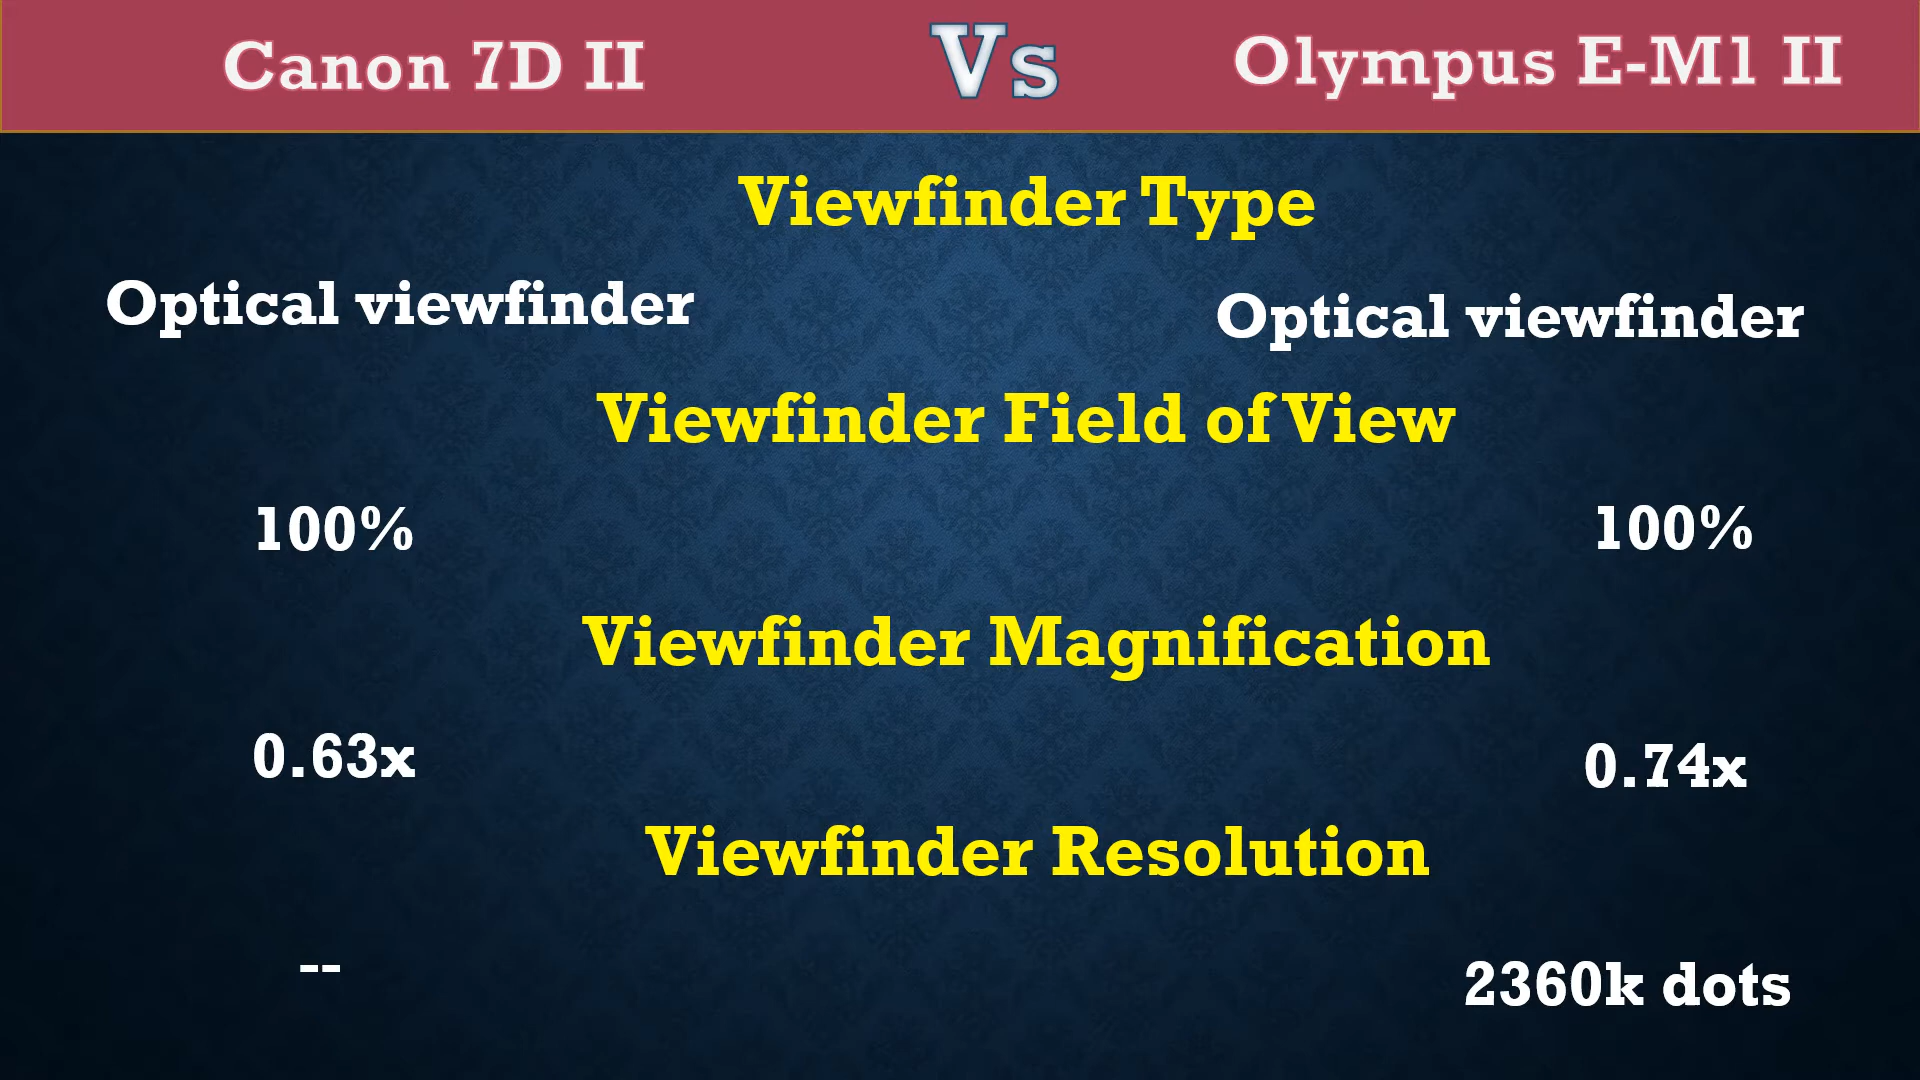 Canon 7D II Vs Olympus E-M1 II
Viewfinder Type
Optical viewfinder Optical viewfinder
Viewfinder Field of View
100% 100%
Viewfinder Magnification
0.63x 0.74x
Viewfinder Resolution
-- 2360k dots